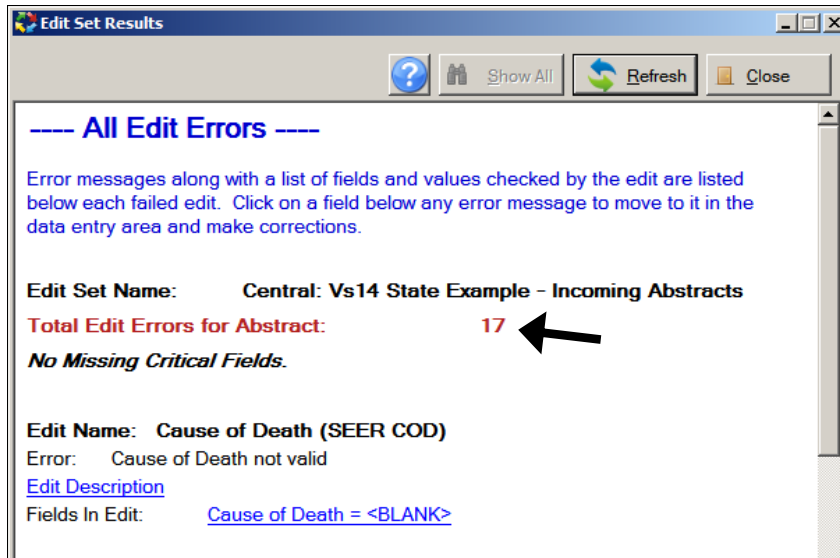 Edit Set Results
? Show All Refresh Close
---- All Edit Errors ----
Error messages along with a list of fields and values checked by the edit are listed
below each failed edit. Click on a field below any error message to move to it in the
data entry area and make corrections.
Edit Set Name: Central: Vs14 State Example - Incoming Abstracts
Total Edit Errors for Abstract: 17
No Missing Critical Fields.
Edit Name: Cause of Death (SEER COD)
Error: Cause of Death not valid
Edit Description
Fields In Edit: Cause of Death = <BLANK>